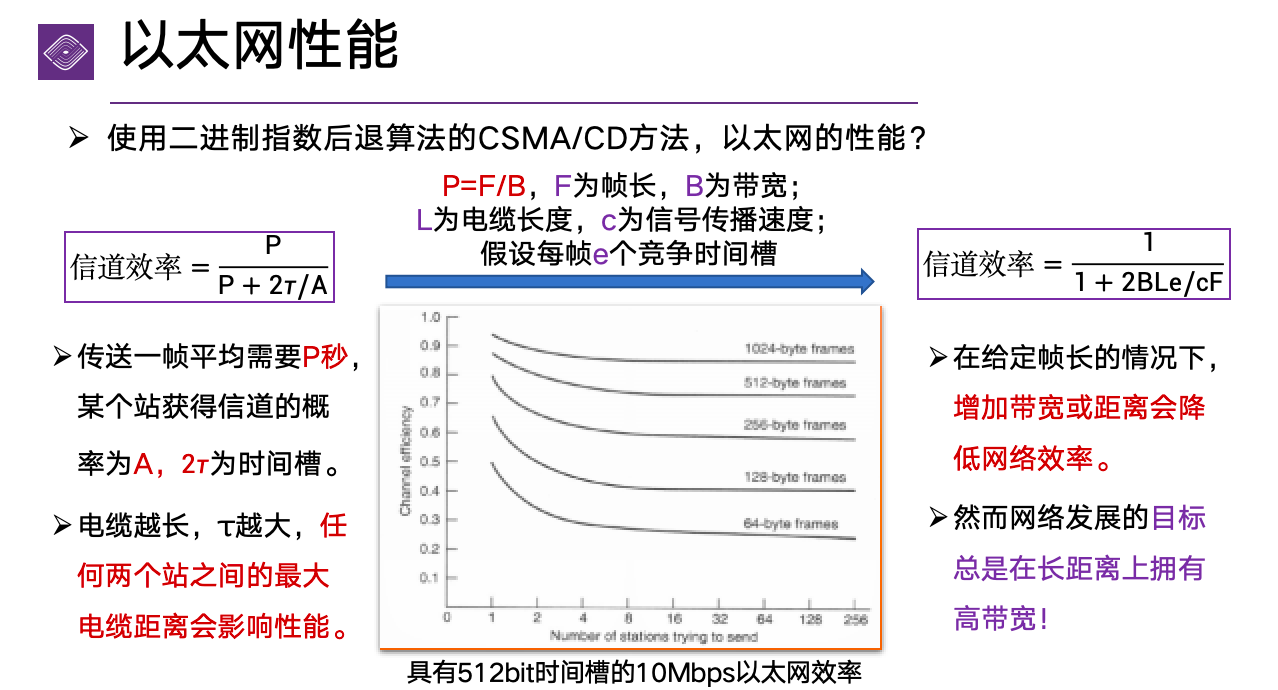 以太网性能
➢ 使用二进制指数后退算法的CSMA/CD方法，以太网的性能？
P=F/B，F为帧长，B为带宽；
L为电缆长度，c为信号传播速度；
假设每帧e个竞争时间槽
信道效率 = P / (P + 2τ/A)
信道效率 = 1 / (1 + 2BLe/cF)
➢传送一帧平均需要P秒，
某个站获得信道的概
率为A，2τ为时间槽。
➢电缆越长，τ越大，任
何两个站之间的最大
电缆距离会影响性能。
1.0
0.9
0.8
0.7
0.6
0.5
0.4
0.3
0.2
0.1
Channel efficiency
1024-byte frames
512-byte frames
256-byte frames
128-byte frames
64-byte frames
0 1 2 4 8 16 32 64 128 256
Number of stations trying to send
具有512bit时间槽的10Mbps以太网效率
➢在给定帧长的情况下，
增加带宽或距离会降
低网络效率。
➢然而网络发展的目标
总是在长距离上拥有
高带宽！